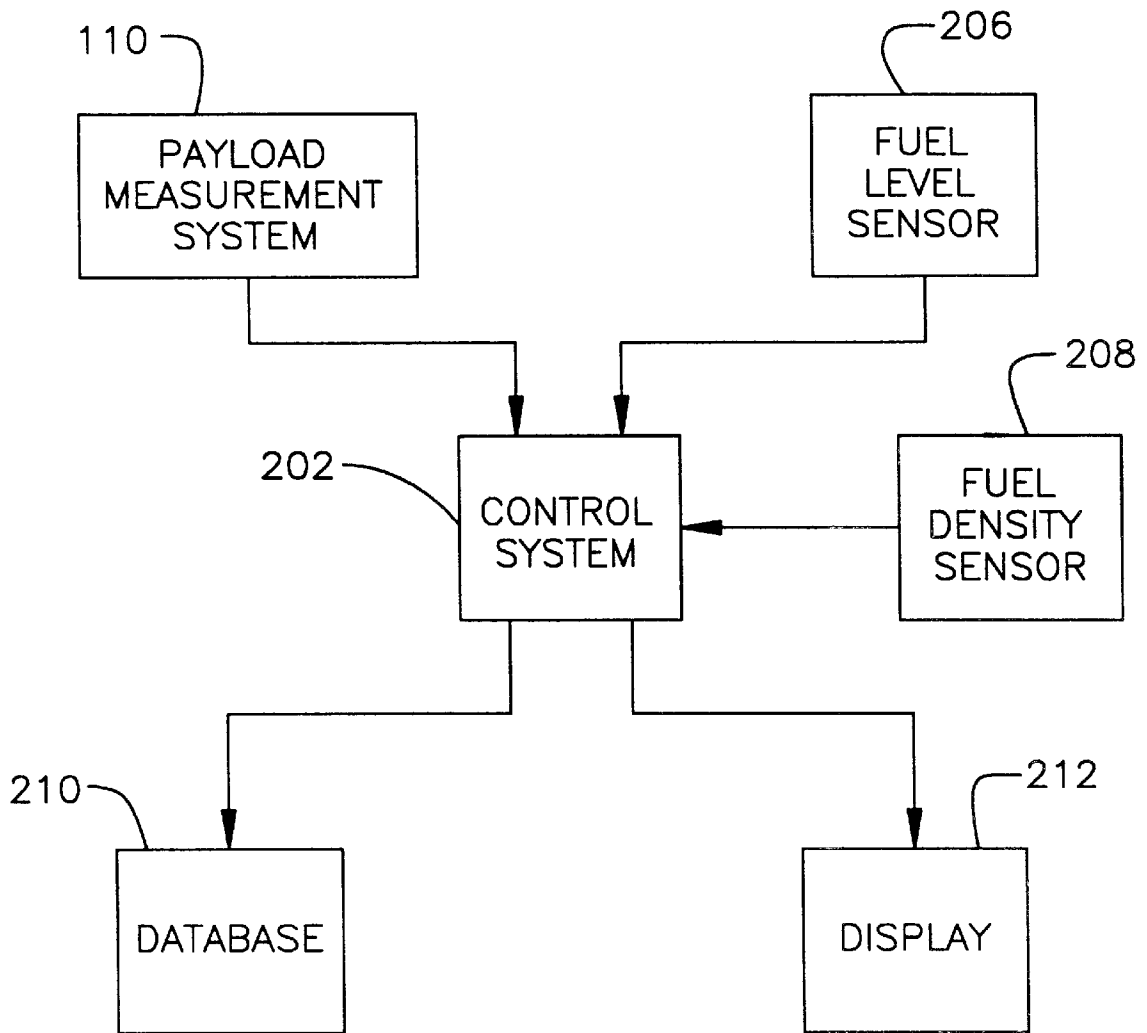 110
206
PAYLOAD
MEASUREMENT
SYSTEM
FUEL
LEVEL
SENSOR
208
202
CONTROL
SYSTEM
FUEL
DENSITY
SENSOR
210
212
DATABASE
DISPLAY